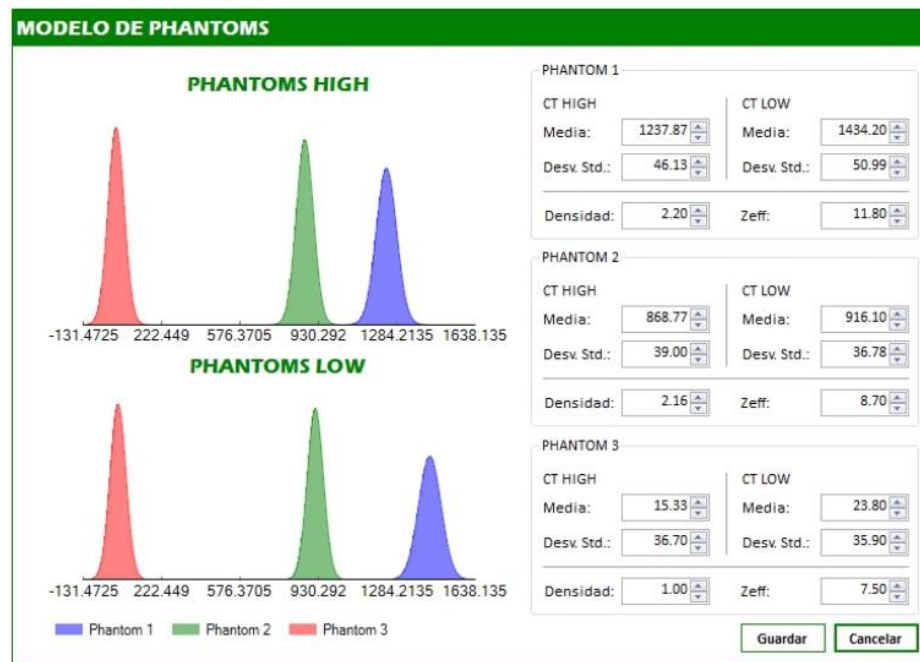 MODELO DE PHANTOMS
PHANTOMS HIGH
-131.4725 222.449 576.3705 930.292 1284.2135 1638.135
PHANTOMS LOW
-131.4725 222.449 576.3705 930.292 1284.2135 1638.135
Phantom 1 Phantom 2 Phantom 3
PHANTOM 1
CT HIGH CT LOW
Media: 1237.87 Media: 1434.20
Desv. Std.: 46.13 Desv. Std.: 50.99
Densidad: 2.20 Zeff: 11.80
PHANTOM 2
CT HIGH CT LOW
Media: 868.77 Media: 916.10
Desv. Std.: 39.00 Desv. Std.: 36.78
Densidad: 2.16 Zeff: 8.70
PHANTOM 3
CT HIGH CT LOW
Media: 15.33 Media: 23.80
Desv. Std.: 36.70 Desv. Std.: 35.90
Densidad: 1.00 Zeff: 7.50
Guardar Cancelar